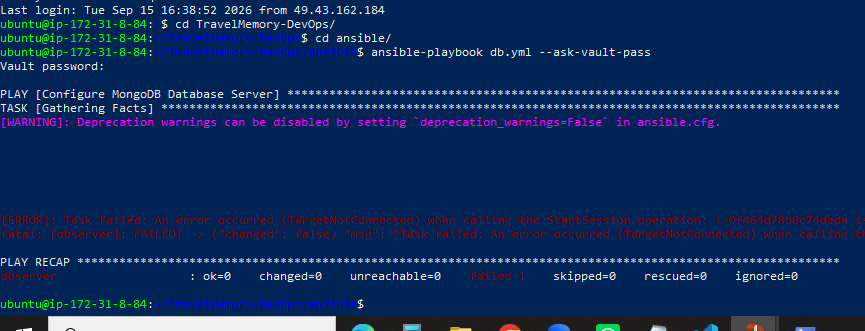 Last login: Tue Sep 15 16:38:52 2026 from 49.43.162.184
ubuntu@ip-172-31-8-84:~$ cd TravelMemory-DevOps/
ubuntu@ip-172-31-8-84:~/TravelMemory-DevOps$ cd ansible/
ubuntu@ip-172-31-8-84:~/TravelMemory-DevOps/ansible$ ansible-playbook db.yml --ask-vault-pass
Vault password:
PLAY [Configure MongoDB Database Server] *******************************************************************************
TASK [Gathering Facts] *************************************************************************************************
[WARNING]: Deprecation warnings can be disabled by setting `deprecation_warnings=False` in ansible.cfg.
[ERROR]: Task failed: An error occurred (TargetNotConnected) when calling the StartSession operation:
fatal: [dbserver]: FAILED! => {"changed": false, "msg": "Task failed: An error occurred (TargetNotConnected) when calling
PLAY RECAP *************************************************************************************************************
dbserver : ok=0 changed=0 unreachable=0 failed=1 skipped=0 rescued=0 ignored=0
ubuntu@ip-172-31-8-84:~/TravelMemory-DevOps/ansible$